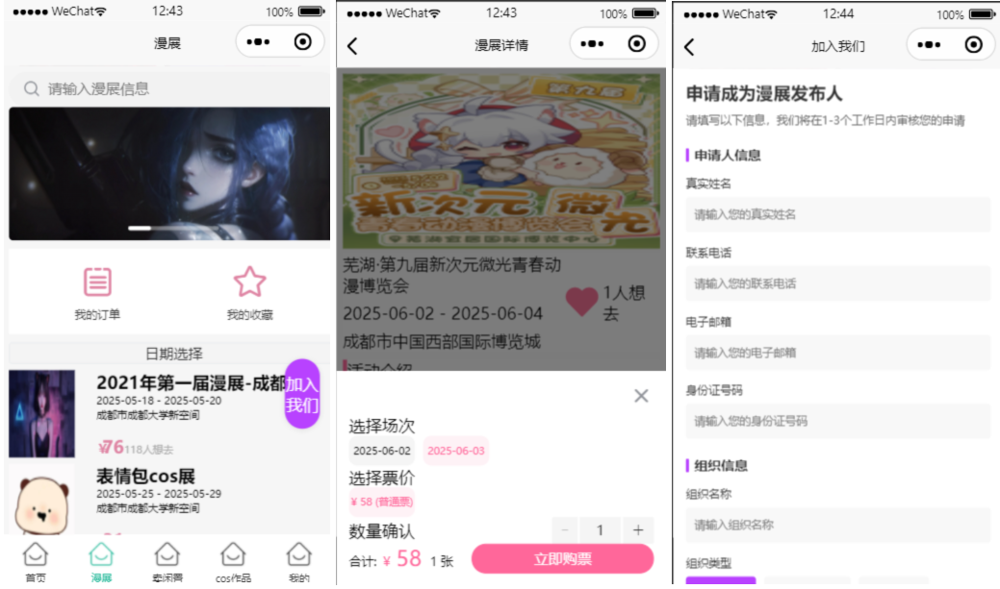 WeChat
12:43
100%
漫展
请输入漫展信息
我的订单
我的收藏
日期选择
2021年第一届漫展-成都
2025-05-18 - 2025-05-20
成都市成都大学新空间
¥76 118人想去
加入
我们
表情包cos展
2025-05-25 - 2025-05-29
成都市成都大学新空间
首页
漫展
卖闲置
cos作品
我的
WeChat
12:43
100%
漫展详情
第九届
新次元 微光
芜湖·第九届新次元微光青春动
漫博览会
1人想
去
2025-06-02 - 2025-06-04
成都市中国西部国际博览城
活动介绍
选择场次
2025-06-02
2025-06-03
选择票价
¥ 58 (普通票)
数量确认
- 1 +
合计: ¥ 58 1 张
立即购票
WeChat
12:44
100%
加入我们
申请成为漫展发布人
请填写以下信息，我们将在1-3个工作日内审核您的申请
申请人信息
真实姓名
请输入您的真实姓名
联系电话
请输入您的联系电话
电子邮箱
请输入您的电子邮箱
身份证号码
请输入您的身份证号码
组织信息
组织名称
请输入组织名称
组织类型